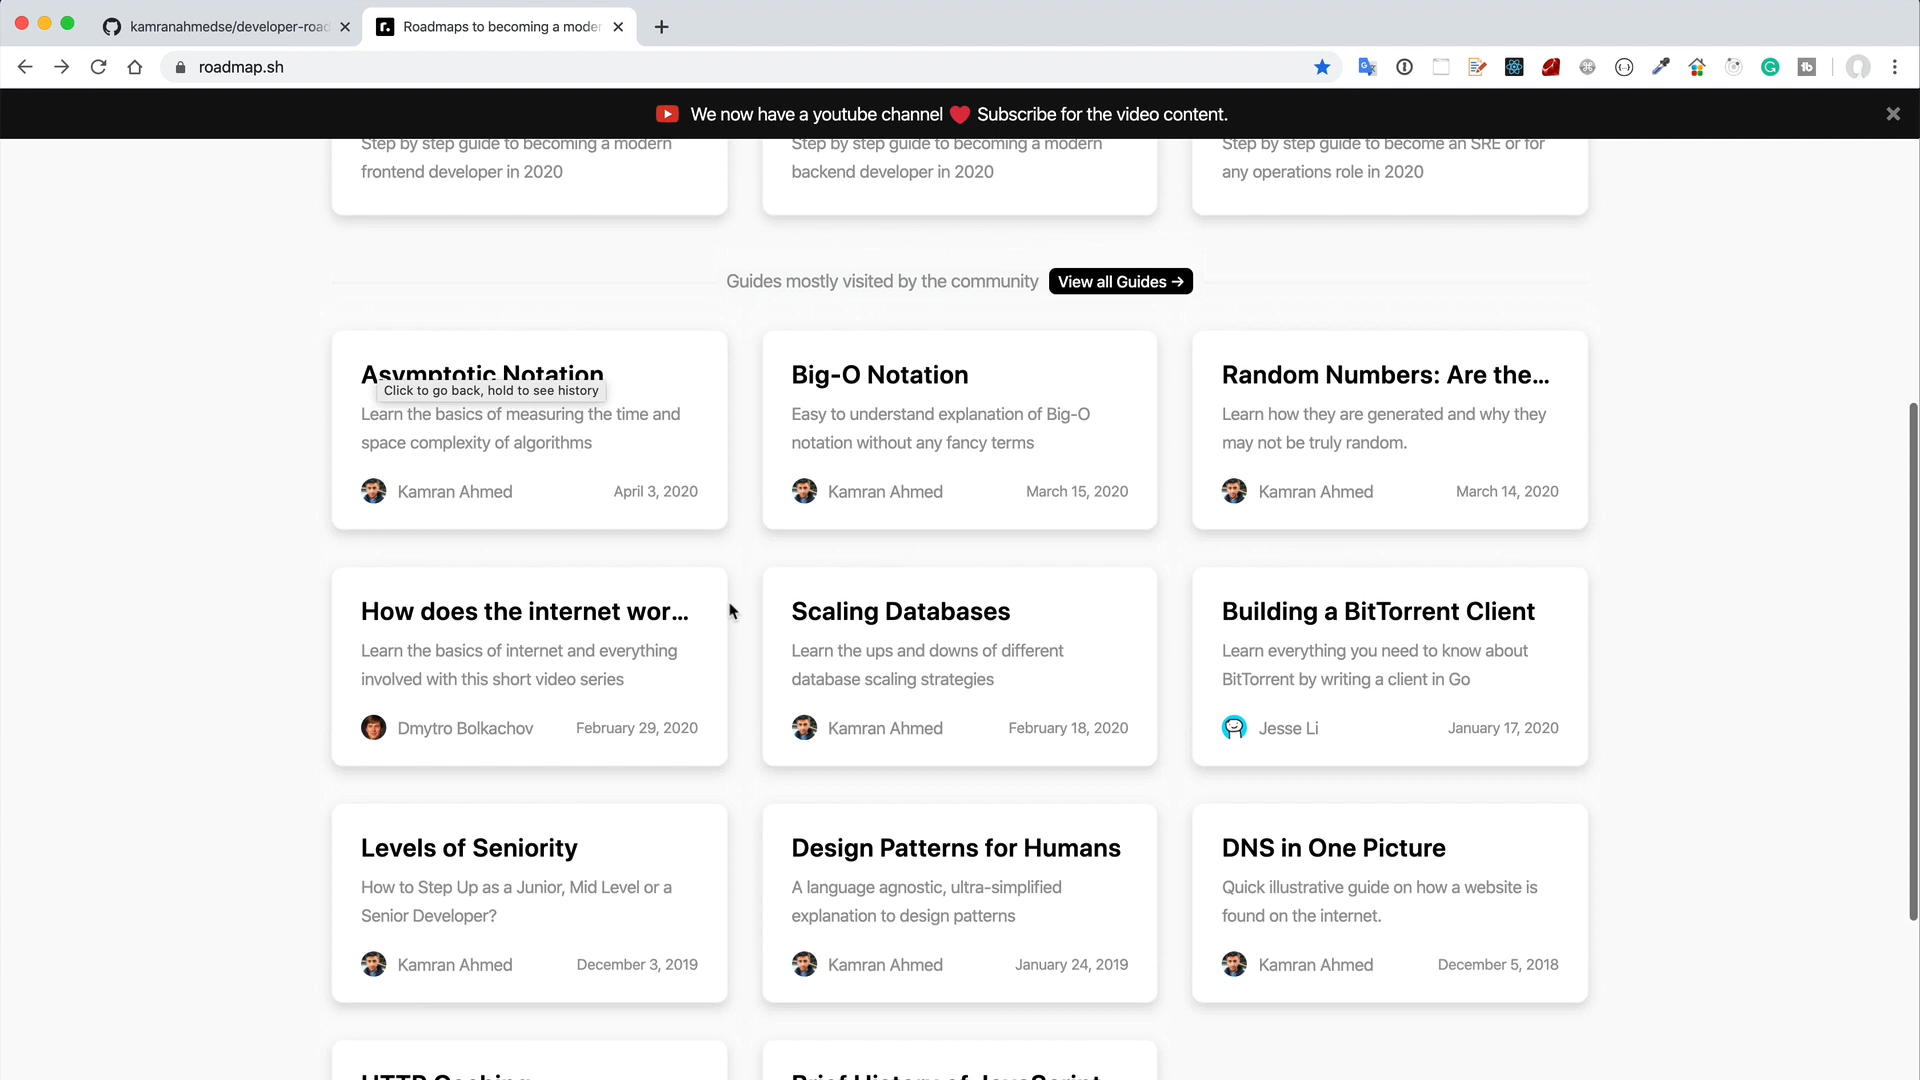 kamranahmedse/developer-road
Roadmaps to becoming a moder
roadmap.sh
We now have a youtube channel ❤️ Subscribe for the video content.
Step by step guide to becoming a modern
frontend developer in 2020
Step by step guide to becoming a modern
backend developer in 2020
Step by step guide to become an SRE or for
any operations role in 2020
Guides mostly visited by the community
View all Guides →
Asymptotic Notation
Click to go back, hold to see history
Learn the basics of measuring the time and
space complexity of algorithms
Kamran Ahmed
April 3, 2020
Big-O Notation
Easy to understand explanation of Big-O
notation without any fancy terms
Kamran Ahmed
March 15, 2020
Random Numbers: Are the...
Learn how they are generated and why they
may not be truly random.
Kamran Ahmed
March 14, 2020
How does the internet wor...
Learn the basics of internet and everything
involved with this short video series
Dmytro Bolkachov
February 29, 2020
Scaling Databases
Learn the ups and downs of different
database scaling strategies
Kamran Ahmed
February 18, 2020
Building a BitTorrent Client
Learn everything you need to know about
BitTorrent by writing a client in Go
Jesse Li
January 17, 2020
Levels of Seniority
How to Step Up as a Junior, Mid Level or a
Senior Developer?
Kamran Ahmed
December 3, 2019
Design Patterns for Humans
A language agnostic, ultra-simplified
explanation to design patterns
Kamran Ahmed
January 24, 2019
DNS in One Picture
Quick illustrative guide on how a website is
found on the internet.
Kamran Ahmed
December 5, 2018
HTTP Caching
Brief History of JavaScript